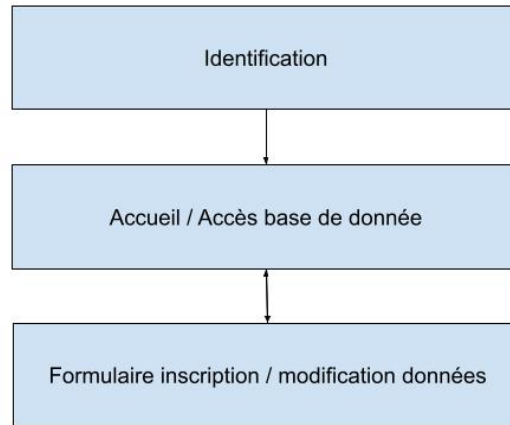 Identification
Accueil / Accès base de donnée
Formulaire inscription / modification données